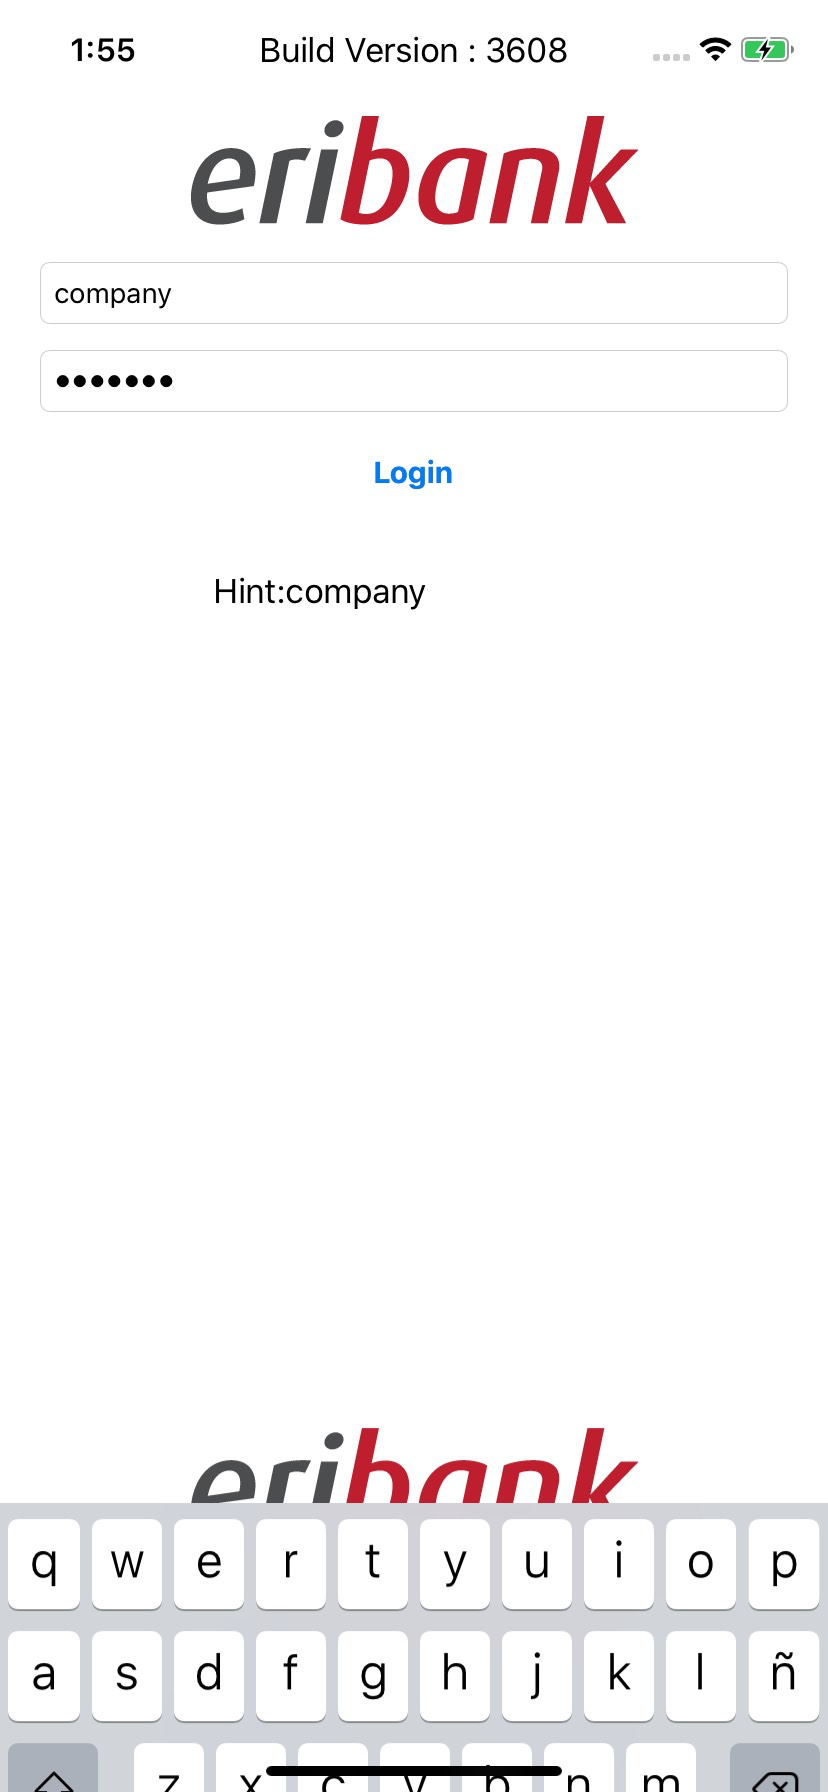 1:55 Build Version : 3608
eribank
company
•••••••
Login
Hint:company
eribank
q w e r t y u i o p
a s d f g h j k l ñ
z x c v b n m